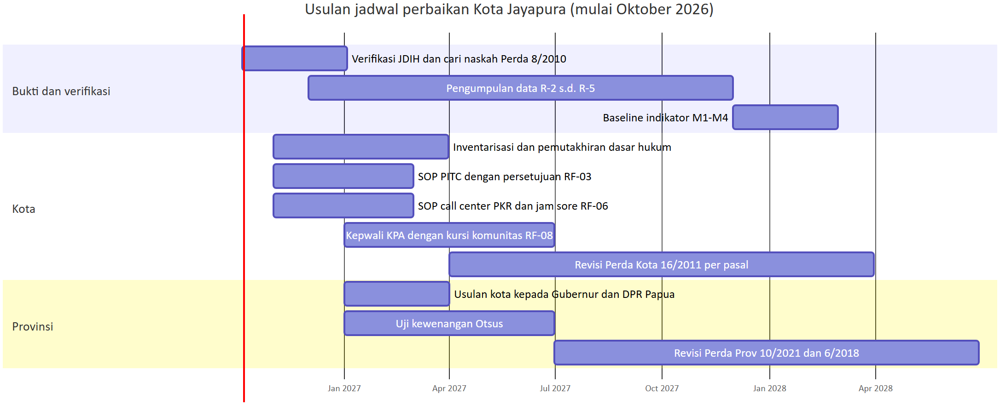 Usulan jadwal perbaikan Kota Jayapura (mulai Oktober 2026)
Bukti dan verifikasi
Verifikasi JDIH dan cari naskah Perda 8/2010
Pengumpulan data R-2 s.d. R-5
Baseline indikator M1-M4
Kota
Inventarisasi dan pemutakhiran dasar hukum
SOP PITC dengan persetujuan RF-03
SOP call center PKR dan jam sore RF-06
Kepwali KPA dengan kursi komunitas RF-08
Revisi Perda Kota 16/2011 per pasal
Provinsi
Usulan kota kepada Gubernur dan DPR Papua
Uji kewenangan Otsus
Revisi Perda Prov 10/2021 dan 6/2018
Jan 2027
Apr 2027
Jul 2027
Oct 2027
Jan 2028
Apr 2028